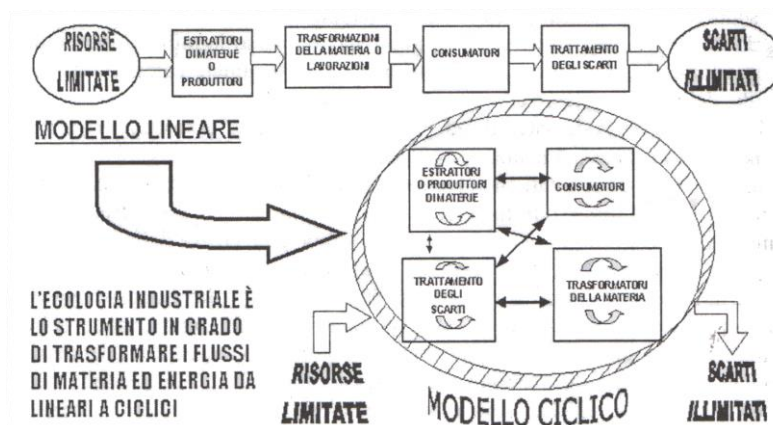 RISORSE
LIMITATE
ESTRATTORI
DI MATERIE
O
PRODUTTORI
TRASFORMAZIONI
DELLA MATERIA O
LAVORAZIONI
CONSUMATORI
TRATTAMENTO
DEGLI SCARTI
SCARTI
ILLIMITATI
MODELLO LINEARE
ESTRATTORI
O PRODUTTORI
DI MATERIE
CONSUMATORI
TRATTAMENTO
DEGLI
SCARTI
TRASFORMATORI
DELLA MATERIA
L'ECOLOGIA INDUSTRIALE È
LO STRUMENTO IN GRADO
DI TRASFORMARE I FLUSSI
DI MATERIA ED ENERGIA DA
LINEARI A CICLICI
RISORSE
LIMITATE
MODELLO CICLICO
SCARTI
ILLIMITATI